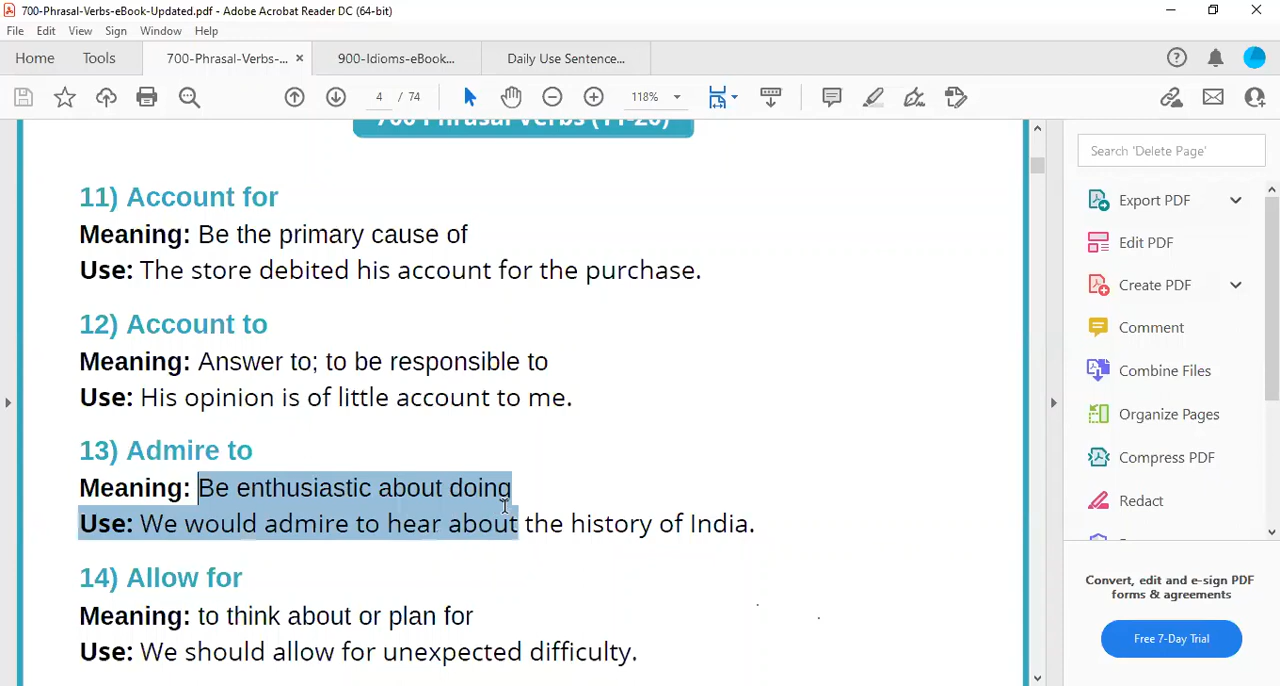 700-Phrasal-Verbs-eBook-Updated.pdf - Adobe Acrobat Reader DC (64-bit)
File Edit View Sign Window Help
Home Tools 700-Phrasal-Verbs-... × 900-Idioms-eBook... Daily Use Sentence...
4 / 74 118%
700 Phrasal Verbs (11-20)
11) Account for
Meaning: Be the primary cause of
Use: The store debited his account for the purchase.
12) Account to
Meaning: Answer to; to be responsible to
Use: His opinion is of little account to me.
13) Admire to
Meaning: Be enthusiastic about doing
Use: We would admire to hear about the history of India.
14) Allow for
Meaning: to think about or plan for
Use: We should allow for unexpected difficulty.
Search 'Delete Page'
Export PDF
Edit PDF
Create PDF
Comment
Combine Files
Organize Pages
Compress PDF
Redact
Convert, edit and e-sign PDF
forms & agreements
Free 7-Day Trial